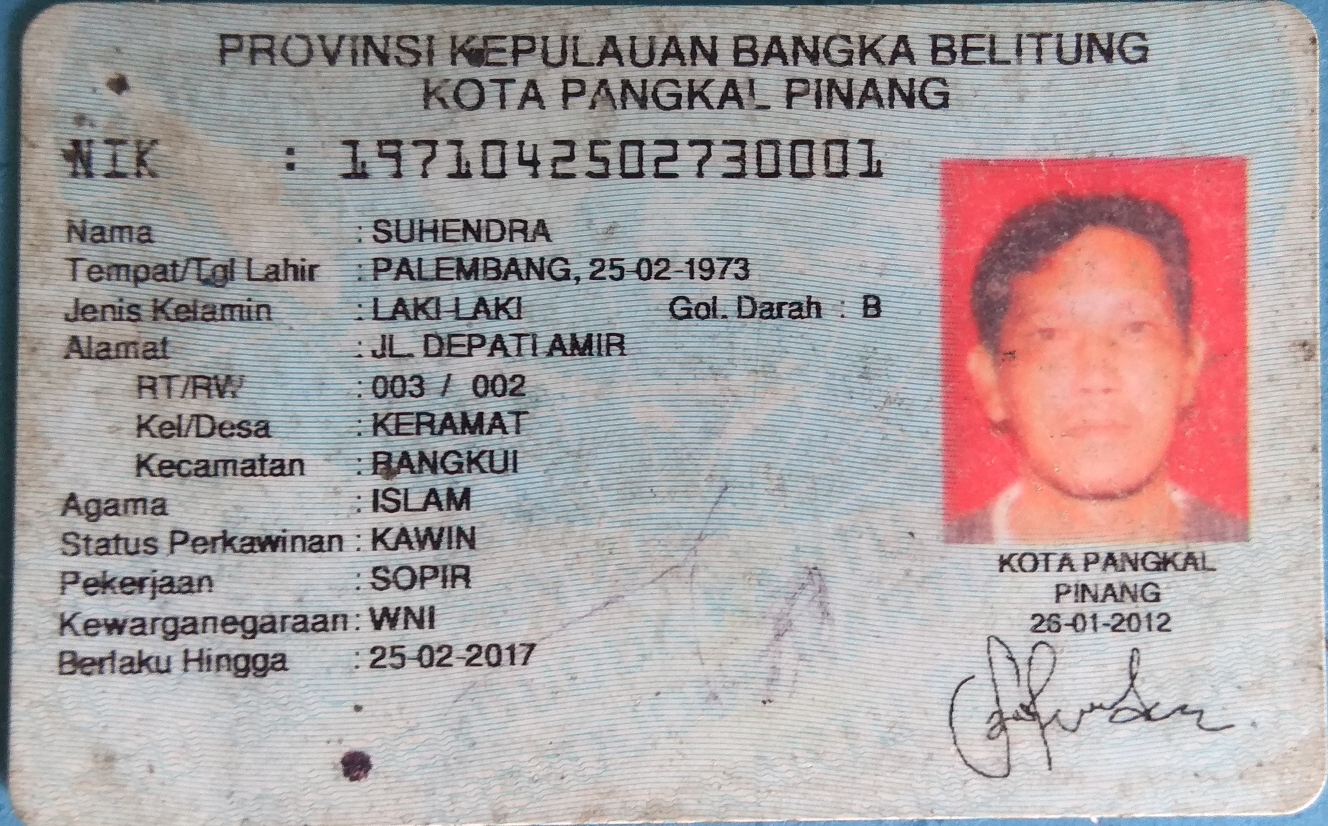 PROVINSI KEPULAUAN BANGKA BELITUNG
KOTA PANGKAL PINANG
NIK : 1971042502730001
Nama : SUHENDRA
Tempat/Tgl Lahir : PALEMBANG, 25-02-1973
Jenis Kelamin : LAKI-LAKI Gol. Darah : B
Alamat : JL. DEPATI AMIR
RT/RW : 003 / 002
Kel/Desa : KERAMAT
Kecamatan : RANGKUI
Agama : ISLAM
Status Perkawinan : KAWIN
Pekerjaan : SOPIR
Kewarganegaraan : WNI
Berlaku Hingga : 25-02-2017
KOTA PANGKAL
PINANG
26-01-2012